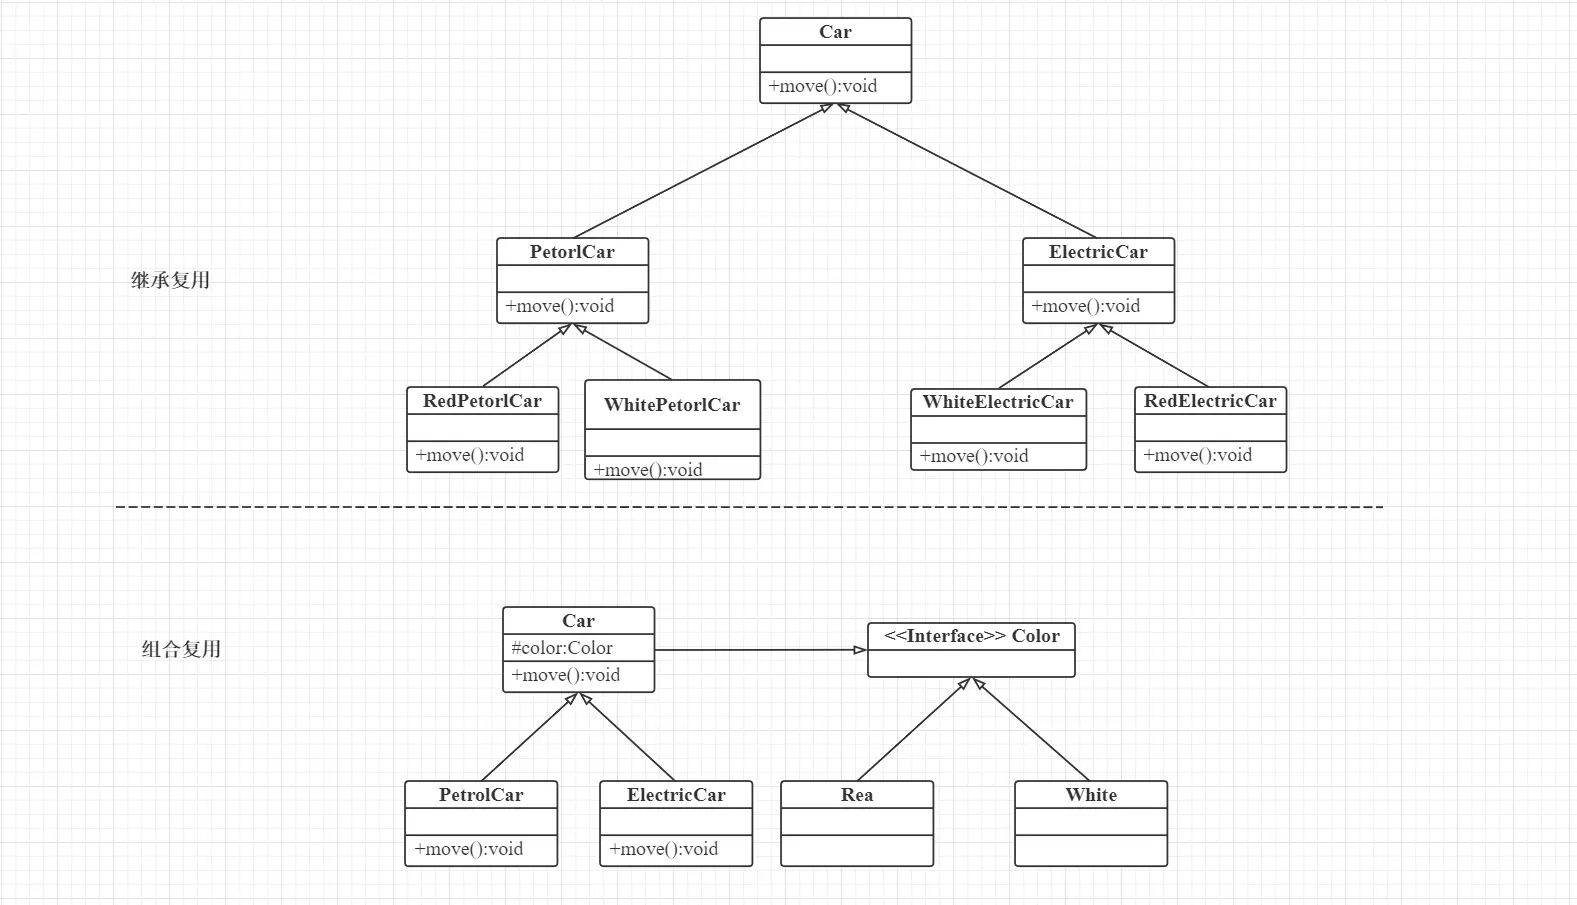 Car
+move():void
继承复用
PetorlCar
+move():void
ElectricCar
+move():void
RedPetorlCar
+move():void
WhitePetorlCar
+move():void
WhiteElectricCar
+move():void
RedElectricCar
+move():void
组合复用
Car
#color:Color
+move():void
<<Interface>> Color
PetrolCar
+move():void
ElectricCar
+move():void
Rea
White